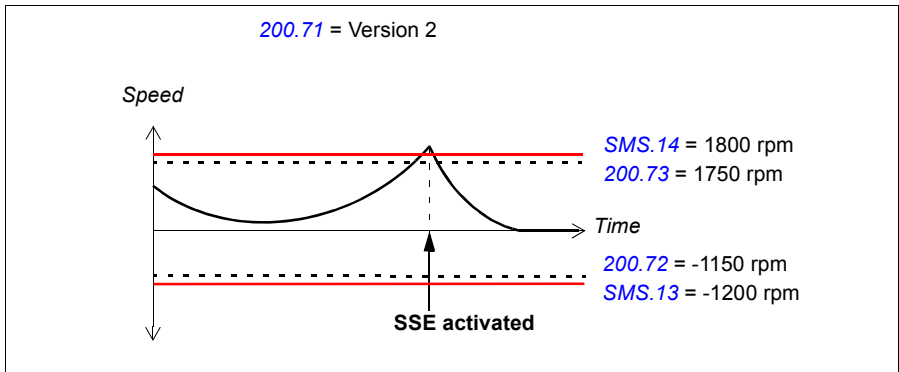 200.71 = Version 2
Speed
SMS.14 = 1800 rpm
200.73 = 1750 rpm
Time
200.72 = -1150 rpm
SMS.13 = -1200 rpm
SSE activated